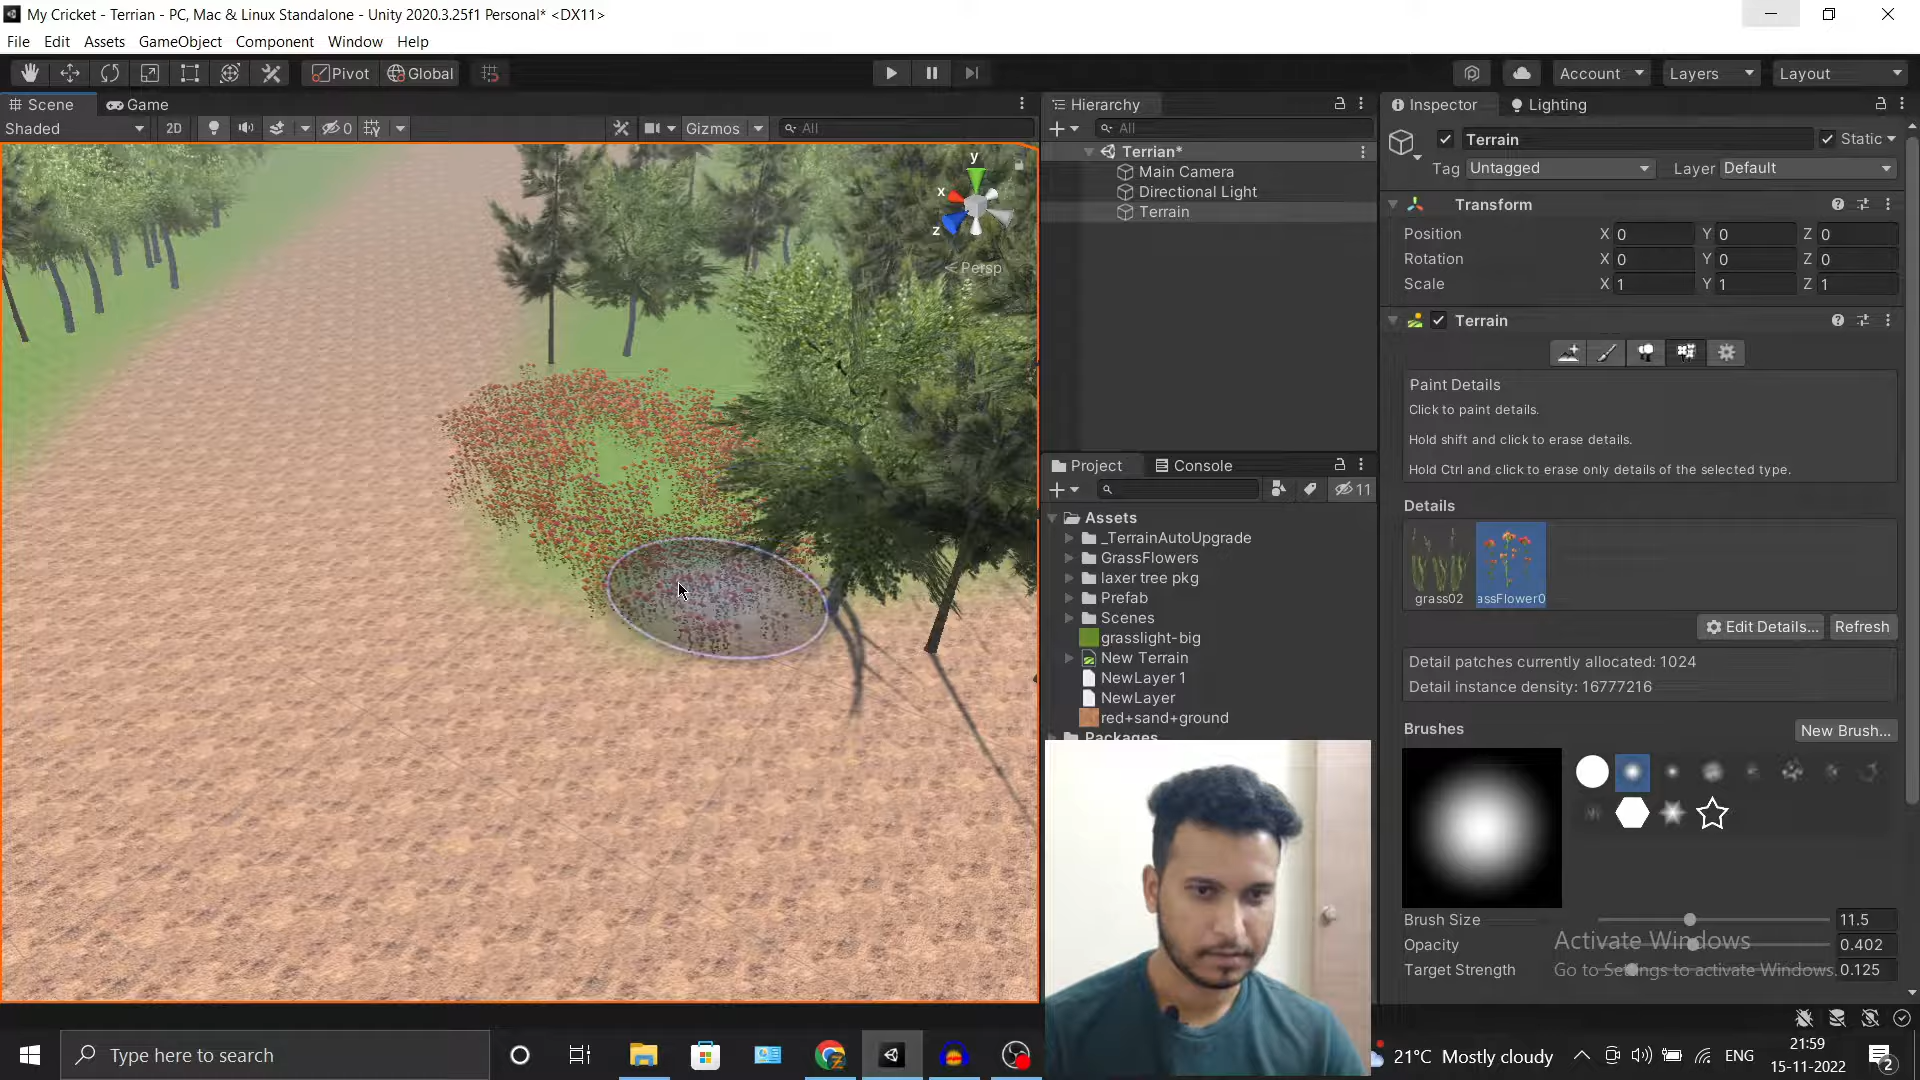 My Cricket - Terrian - PC, Mac & Linux Standalone - Unity 2020.3.25f1 Personal* <DX11>
File Edit Assets GameObject Component Window Help
Pivot Global Account Layers Layout
Scene Game
Shaded 2D 0 Gizmos All
y
x
z
Persp
Hierarchy
All
Terrian*
Main Camera
Directional Light
Terrain
Project Console
11
Assets
_TerrainAutoUpgrade
GrassFlowers
laxer tree pkg
Prefab
Scenes
grasslight-big
New Terrain
NewLayer 1
NewLayer
red+sand+ground
Packages
Inspector Lighting
Terrain Static
Tag Untagged Layer Default
Transform
Position X 0 Y 0 Z 0
Rotation X 0 Y 0 Z 0
Scale X 1 Y 1 Z 1
Terrain
Paint Details
Click to paint details.
Hold shift and click to erase details.
Hold Ctrl and click to erase only details of the selected type.
Details
grass02 assFlower0
Edit Details... Refresh
Detail patches currently allocated: 1024
Detail instance density: 16777216
Brushes New Brush...
Brush Size 11.5
Opacity 0.402
Target Strength 0.125
Activate Windows
Go to Settings to activate Windows.
Type here to search
21°C Mostly cloudy ENG
21:59
15-11-2022
2